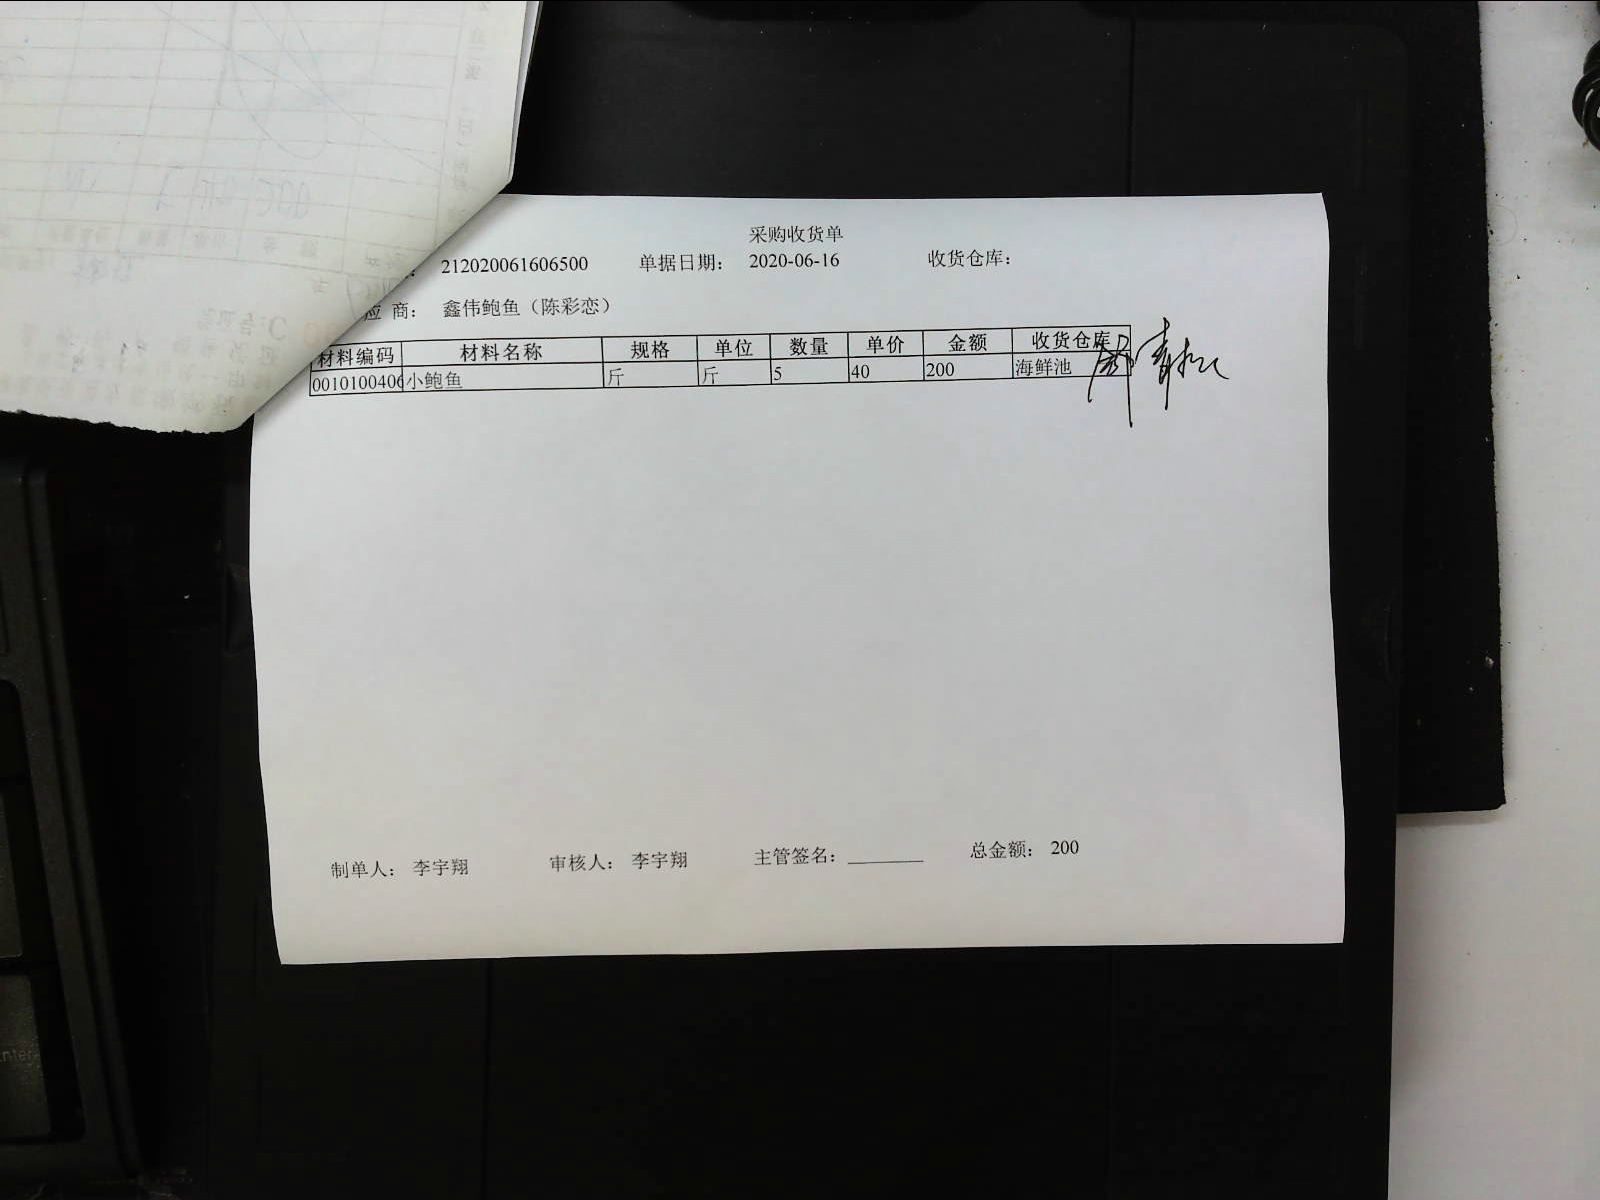 采购收货单
212020061606500 单据日期： 2020-06-16 收货仓库：
应 商： 鑫伟鲍鱼（陈彩恋）
材料编码 材料名称 规格 单位 数量 单价 金额 收货仓库
0010100406 小鲍鱼 斤 斤 5 40 200 海鲜池
制单人： 李宇翔 审核人： 李宇翔 主管签名： 总金额： 200